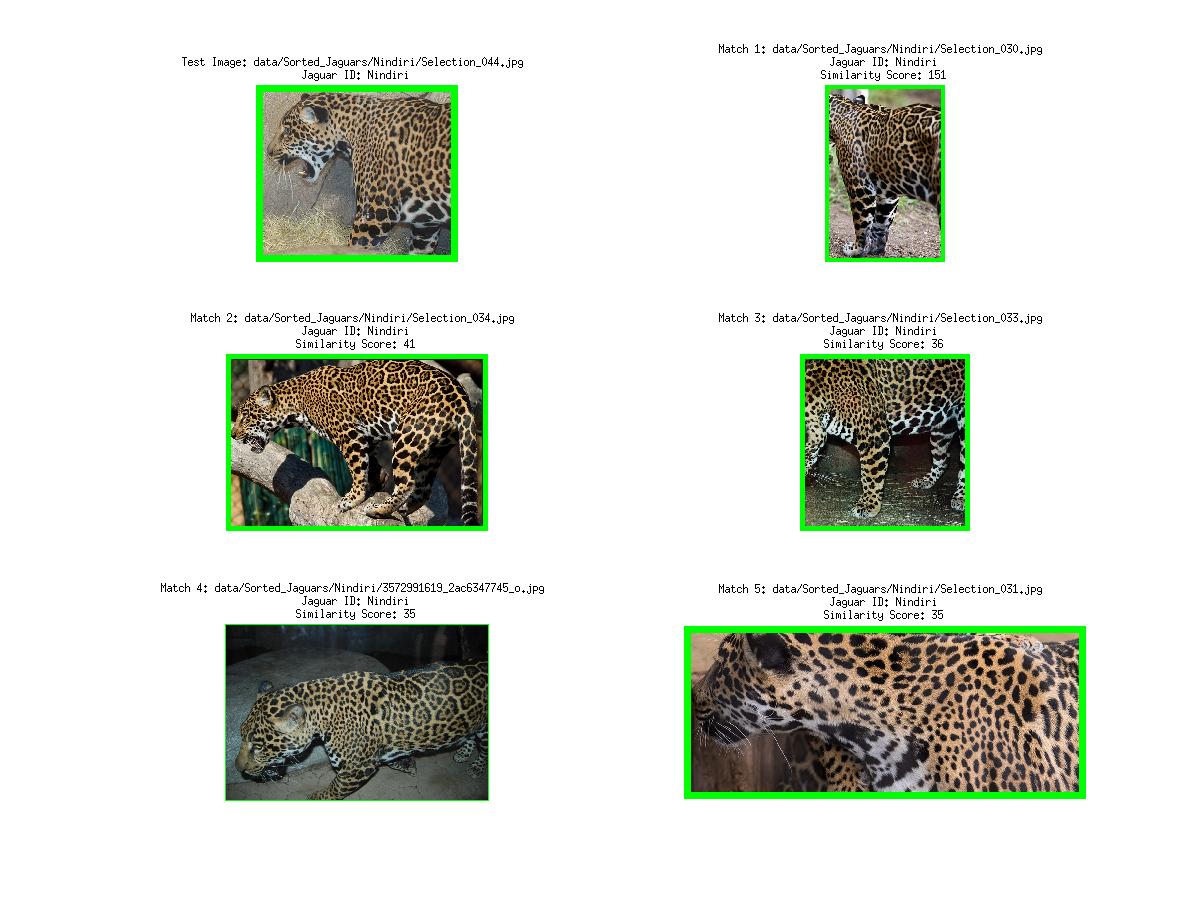 Test Image: data/Sorted_Jaguars/Nindiri/Selection_044.jpg
Jaguar ID: Nindiri
Match 1: data/Sorted_Jaguars/Nindiri/Selection_030.jpg
Jaguar ID: Nindiri
Similarity Score: 151
Match 2: data/Sorted_Jaguars/Nindiri/Selection_034.jpg
Jaguar ID: Nindiri
Similarity Score: 41
Match 3: data/Sorted_Jaguars/Nindiri/Selection_033.jpg
Jaguar ID: Nindiri
Similarity Score: 36
Match 4: data/Sorted_Jaguars/Nindiri/3572991619_2ac6347745_o.jpg
Jaguar ID: Nindiri
Similarity Score: 35
Match 5: data/Sorted_Jaguars/Nindiri/Selection_031.jpg
Jaguar ID: Nindiri
Similarity Score: 35